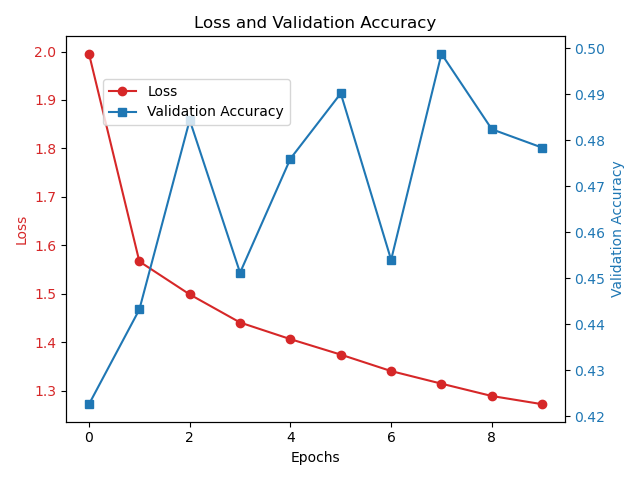 Loss and Validation Accuracy
2.0
1.9
1.8
1.7
1.6
1.5
1.4
1.3
Loss
Loss
Validation Accuracy
0.50
0.49
0.48
0.47
0.46
0.45
0.44
0.43
0.42
Validation Accuracy
0 2 4 6 8
Epochs